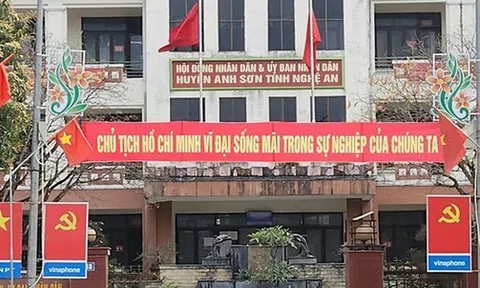 HỘI ĐỒNG NHÂN DÂN & UỶ BAN NHÂN DÂN
HUYỆN ANH SƠN TỈNH NGHỆ AN
CHỦ TỊCH HỒ CHÍ MINH VĨ ĐẠI SỐNG MÃI TRONG SỰ NGHIỆP CỦA CHÚNG TA
vinaphone
vinaphone